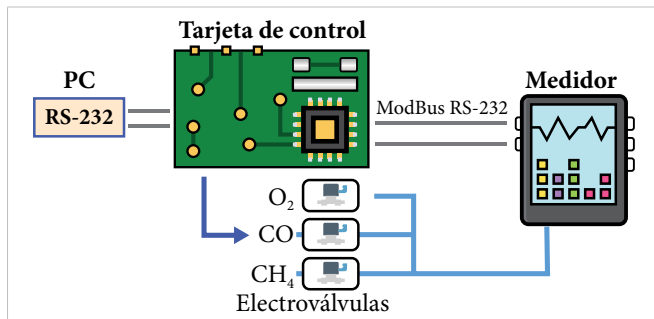 Tarjeta de control
PC
RS-232
ModBus RS-232
Medidor
O₂
CO
CH₄
Electroválvulas